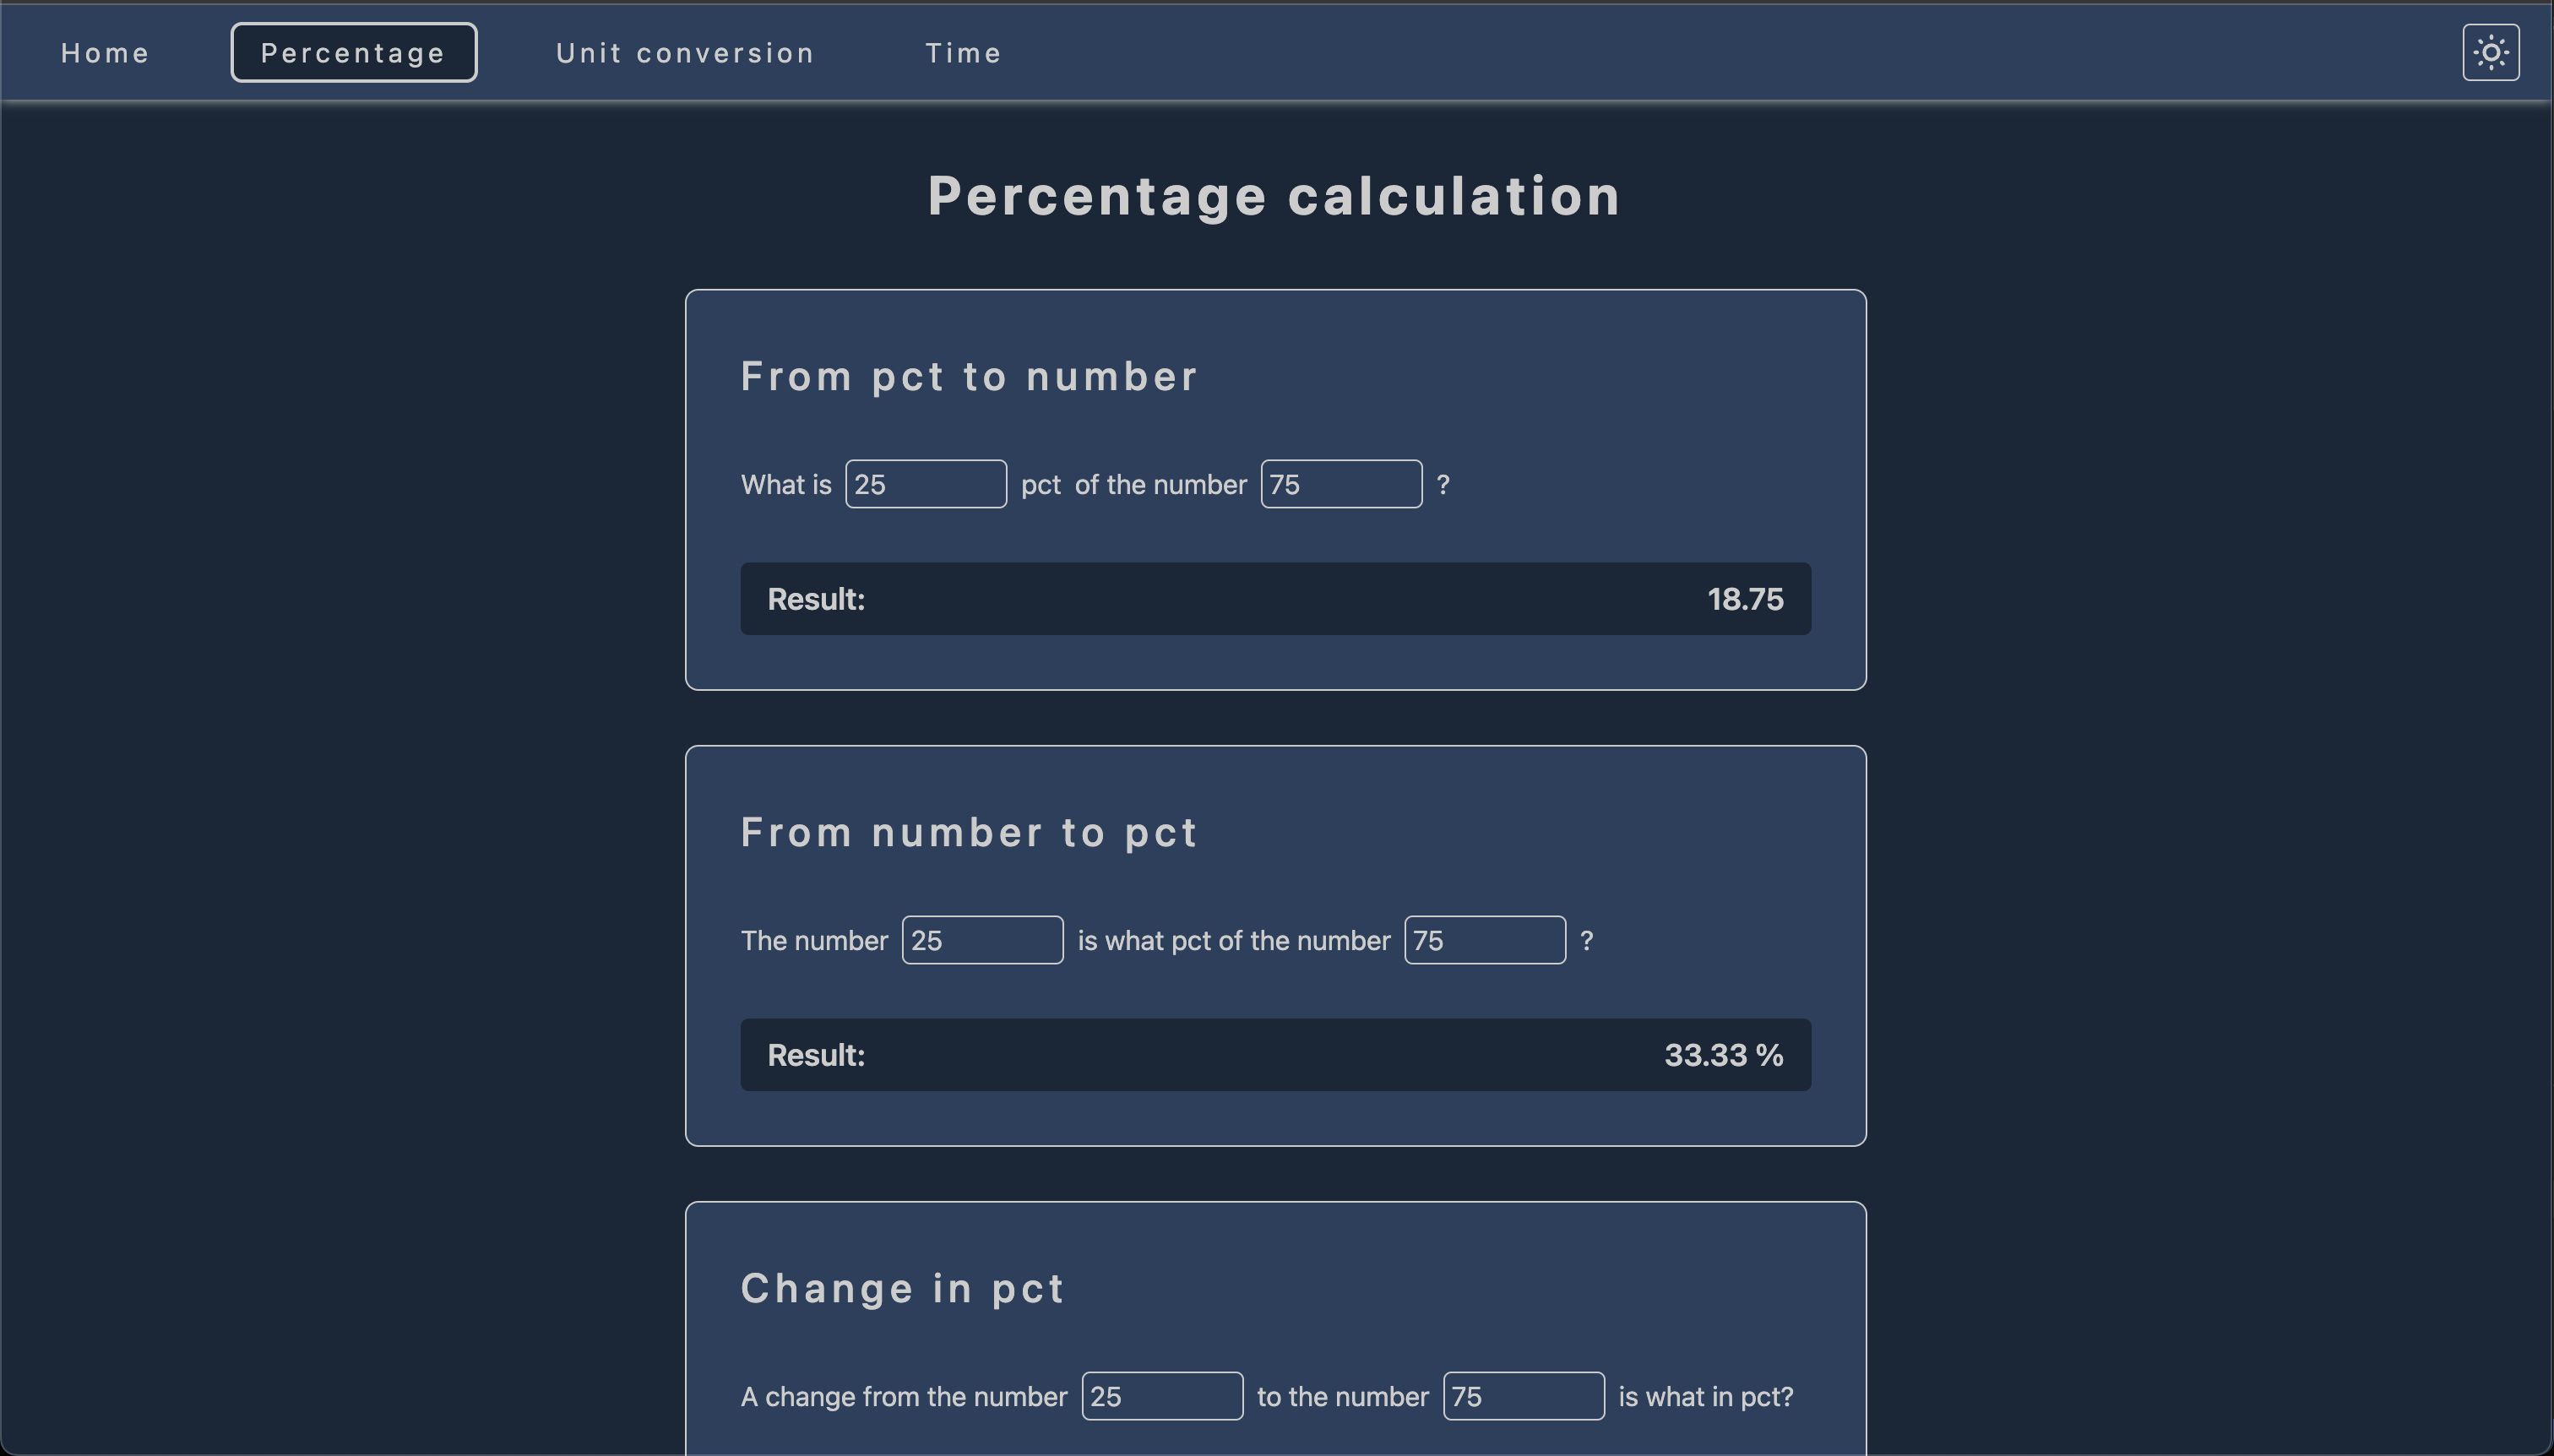 Home Percentage Unit conversion Time
Percentage calculation
From pct to number
What is 25 pct of the number 75 ?
Result: 18.75
From number to pct
The number 25 is what pct of the number 75 ?
Result: 33.33 %
Change in pct
A change from the number 25 to the number 75 is what in pct?